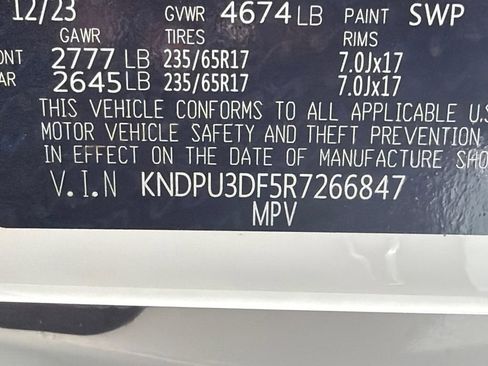 12/23 GVWR 4674 LB PAINT SWP
GAWR TIRES RIMS
ONT 2777 LB 235/65R17 7.0Jx17
AR 2645 LB 235/65R17 7.0Jx17
THIS VEHICLE CONFORMS TO ALL APPLICABLE U.S
MOTOR VEHICLE SAFETY AND THEFT PREVENTION
IN EFFECT ON THE DATE OF MANUFACTURE SHO
V.I.N KNDPU3DF5R7266847
MPV